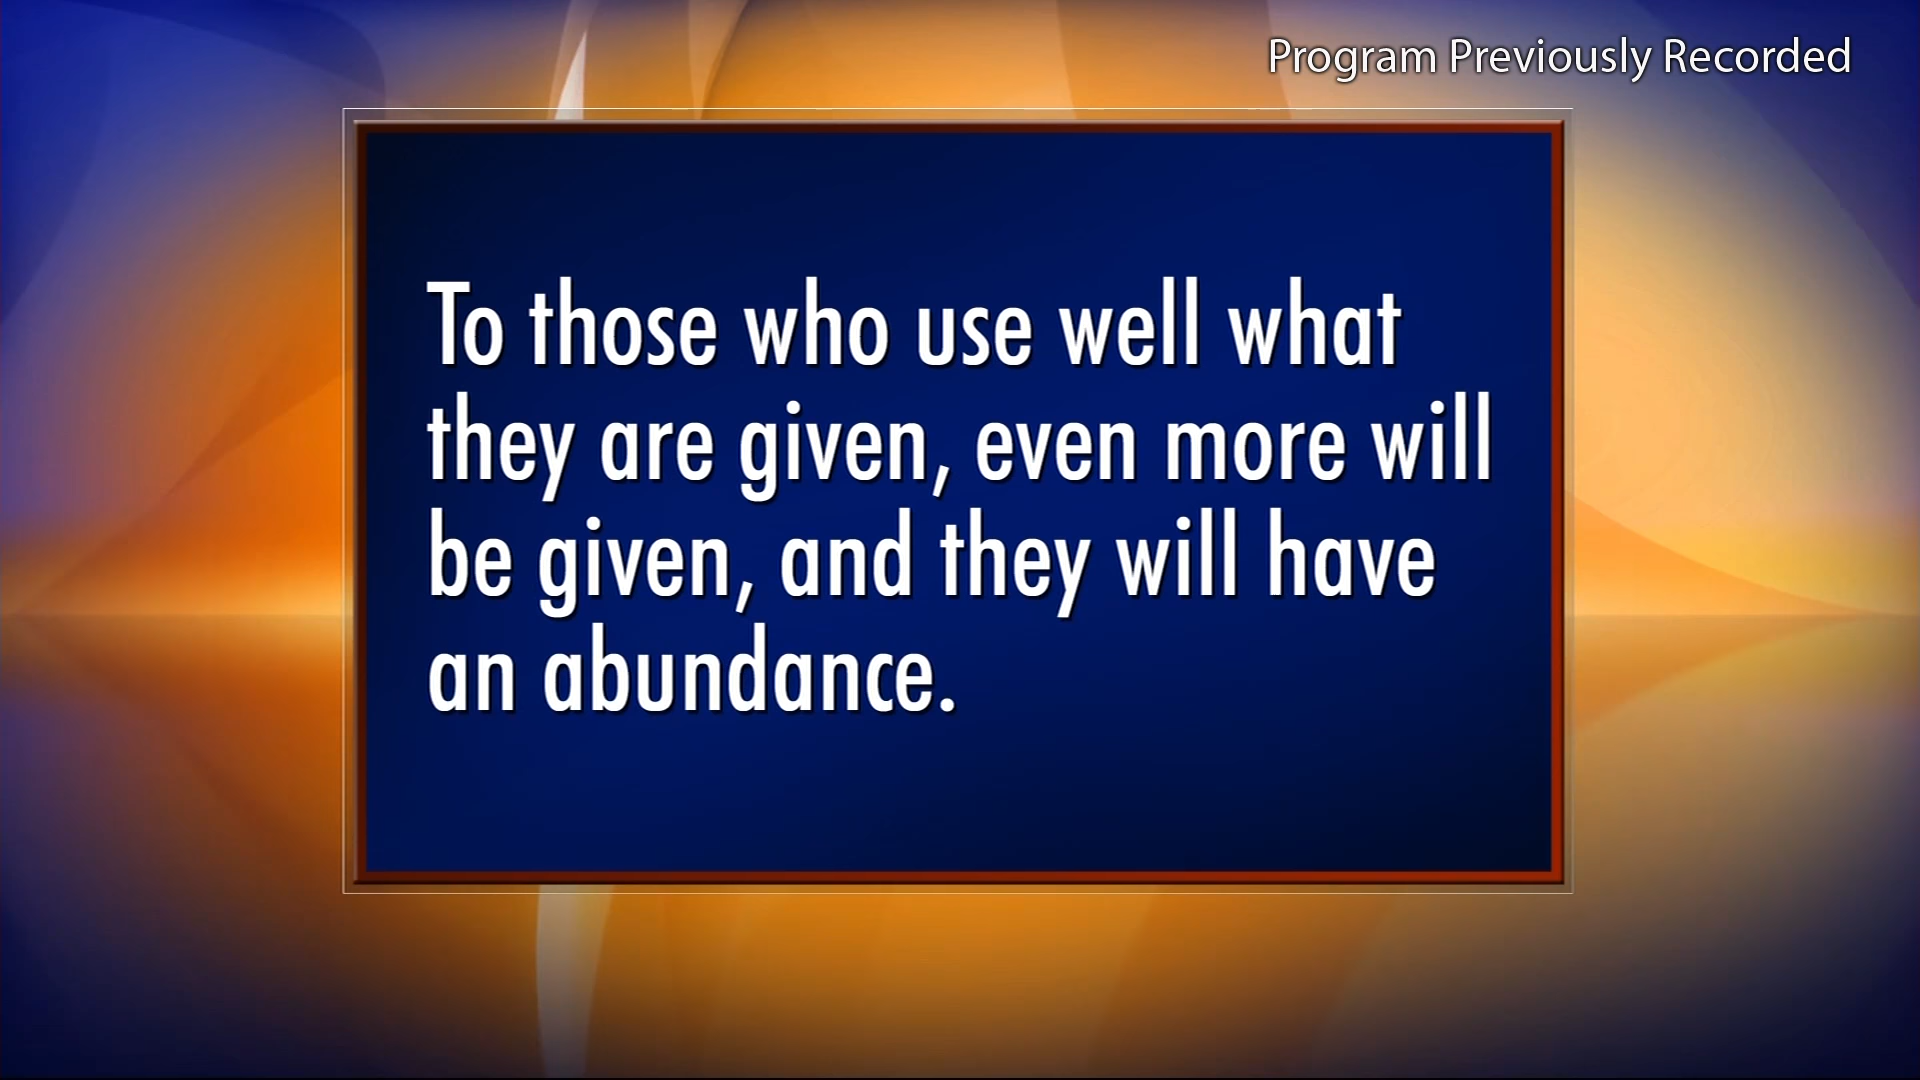 Program Previously Recorded
To those who use well what
they are given, even more will
be given, and they will have
an abundance.